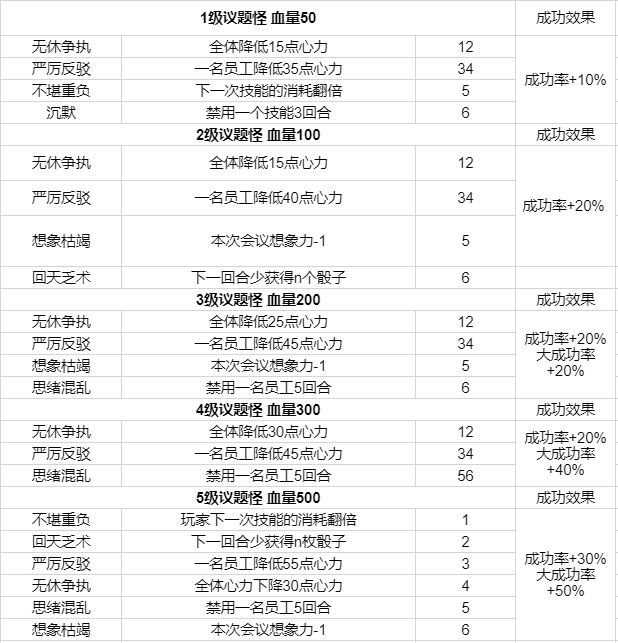 1级议题怪 血量50 成功效果
无休争执 全体降低15点心力 12
严厉反驳 一名员工降低35点心力 34
成功率+10%
不堪重负 下一次技能的消耗翻倍 5
沉默 禁用一个技能3回合 6
2级议题怪 血量100 成功效果
无休争执 全体降低15点心力 12
严厉反驳 一名员工降低40点心力 34
成功率+20%
想象枯竭 本次会议想象力-1 5
回天乏术 下一回合少获得n个骰子 6
3级议题怪 血量200 成功效果
无休争执 全体降低25点心力 12
严厉反驳 一名员工降低45点心力 34
成功率+20%
大成功率
+20%
想象枯竭 本次会议想象力-1 5
思绪混乱 禁用一名员工5回合 6
4级议题怪 血量300 成功效果
无休争执 全体降低30点心力 12
严厉反驳 一名员工降低45点心力 34
成功率+20%
大成功率
+40%
思绪混乱 禁用一名员工5回合 56
5级议题怪 血量500 成功效果
不堪重负 玩家下一次技能的消耗翻倍 1
回天乏术 下一回合少获得n枚骰子 2
严厉反驳 一名员工降低55点心力 3
成功率+30%
大成功率
+50%
无休争执 全体心力下降30点心力 4
思绪混乱 禁用一名员工5回合 5
想象枯竭 本次会议想象力-1 6